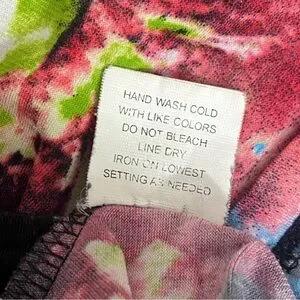 HAND WASH COLD
WITH LIKE COLORS
DO NOT BLEACH
LINE DRY
IRON ON LOWEST
SETTING AS NEEDED